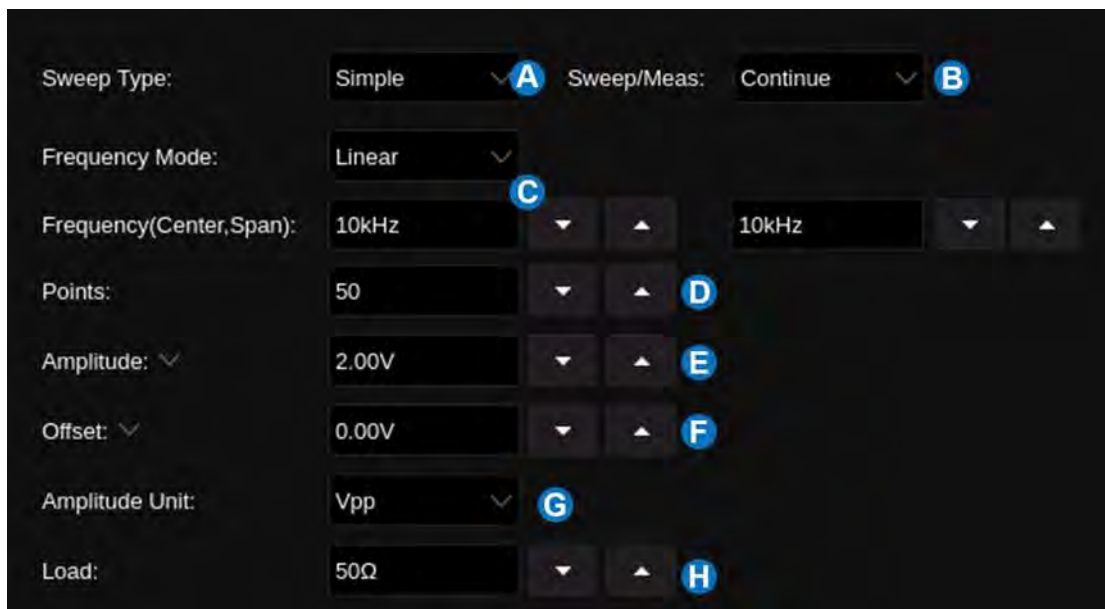 Sweep Type: Simple A Sweep/Meas: Continue B
Frequency Mode: Linear
C
Frequency(Center,Span): 10kHz 10kHz
Points: 50 D
Amplitude: 2.00V E
Offset: 0.00V F
Amplitude Unit: Vpp G
Load: 50Ω H